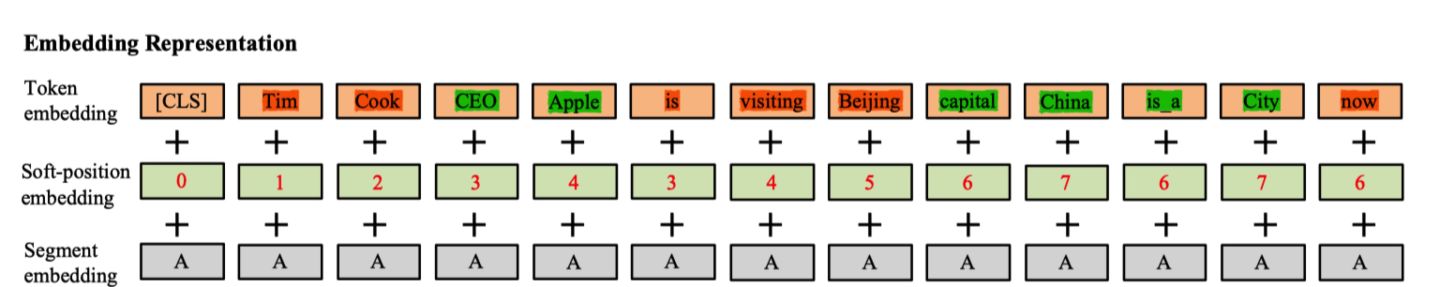 Embedding Representation
Token
embedding
[CLS] Tim Cook CEO Apple is visiting Beijing capital China is_a City now
+ + + + + + + + + + + + +
Soft-position
embedding
0 1 2 3 4 3 4 5 6 7 6 7 6
+ + + + + + + + + + + + +
Segment
embedding
A A A A A A A A A A A A A